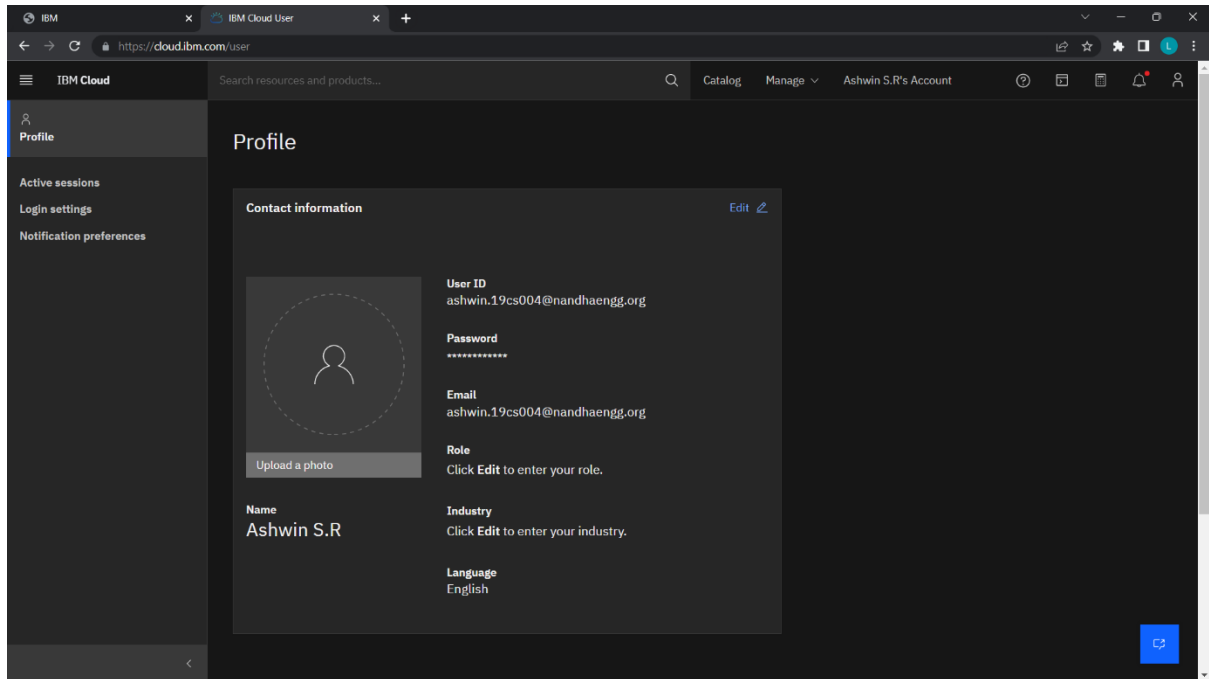 IBM
IBM Cloud User
https://cloud.ibm.com/user
L
IBM Cloud
Search resources and products...
Catalog
Manage
Ashwin S.R's Account
Profile
Active sessions
Login settings
Notification preferences
Profile
Contact information
Edit
Upload a photo
Name
Ashwin S.R
User ID
ashwin.19cs004@nandhaengg.org
Password
************
Email
ashwin.19cs004@nandhaengg.org
Role
Click Edit to enter your role.
Industry
Click Edit to enter your industry.
Language
English